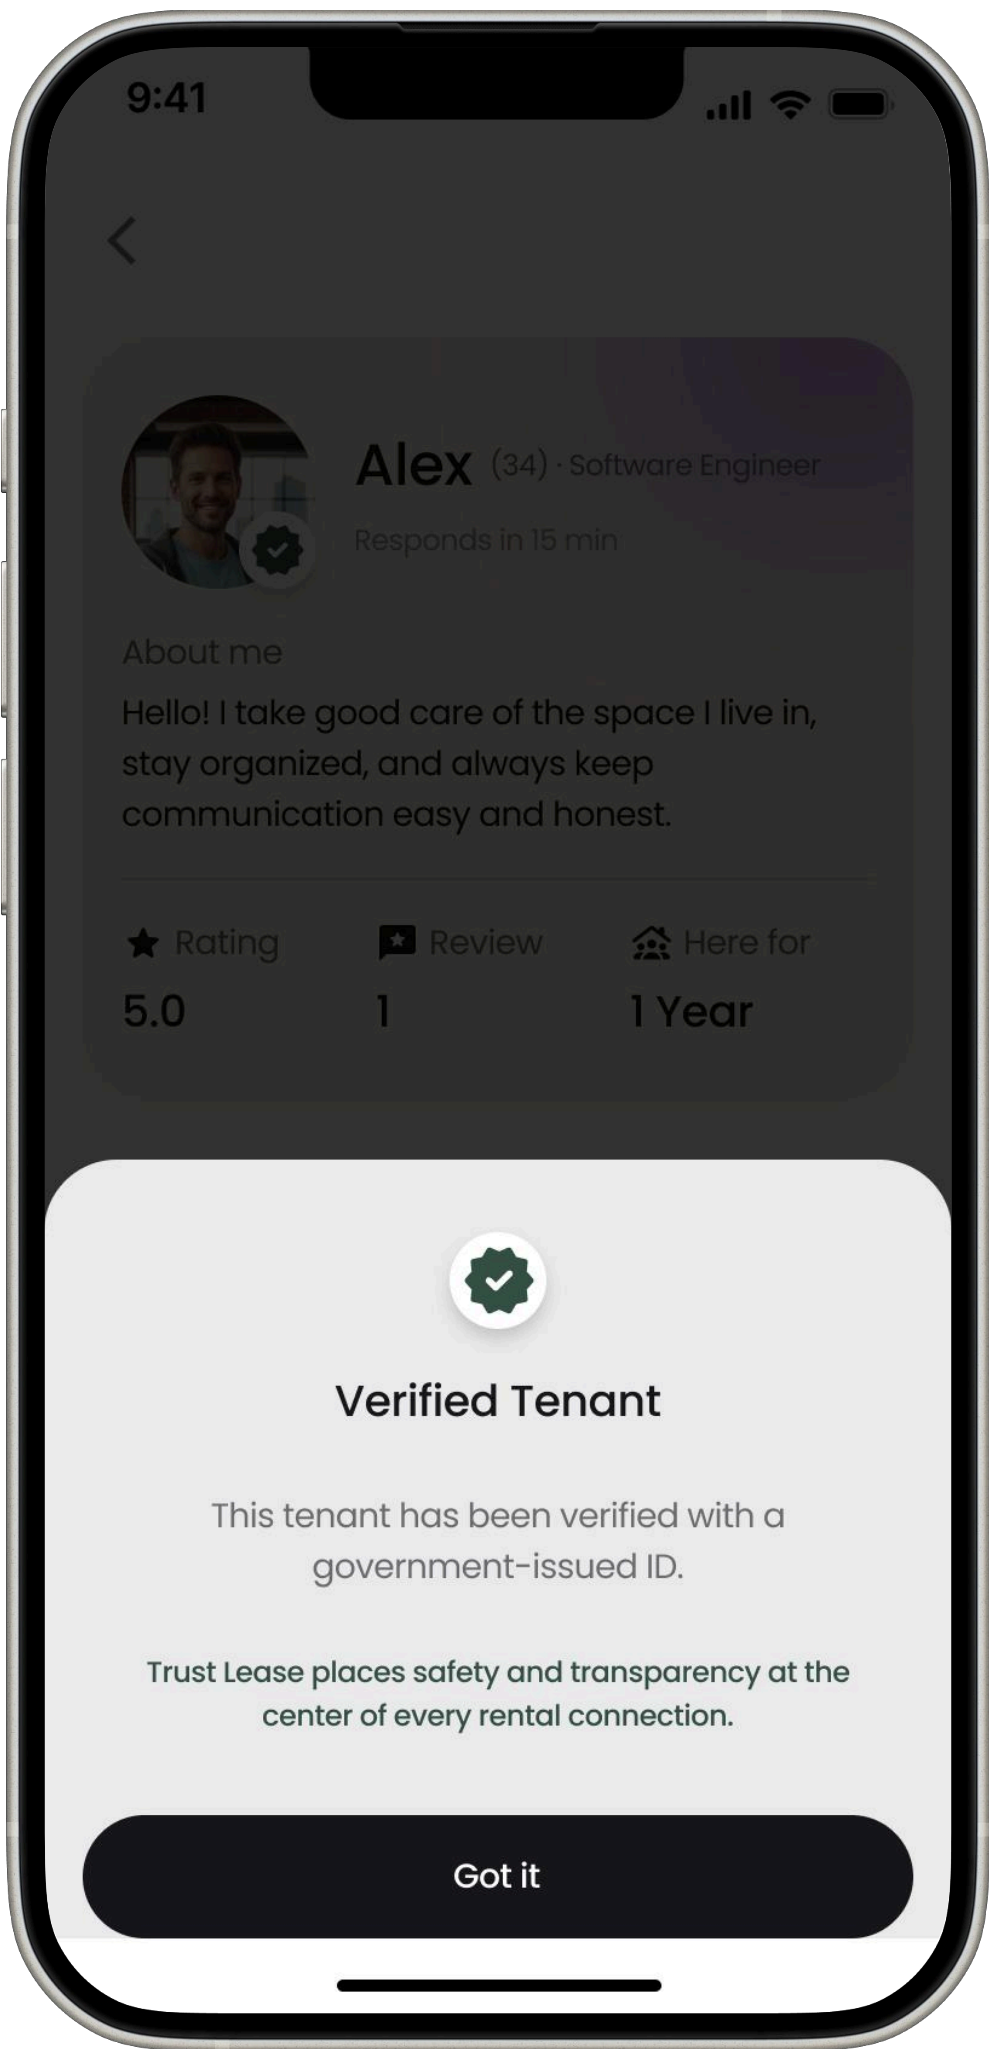 9:41
Alex (34) · Software Engineer
Responds in 15 min
About me
Hello! I take good care of the space I live in,
stay organized, and always keep
communication easy and honest.
Rating Review Here for
5.0 1 1 Year
Verified Tenant
This tenant has been verified with a
government-issued ID.
Trust Lease places safety and transparency at the
center of every rental connection.
Got it